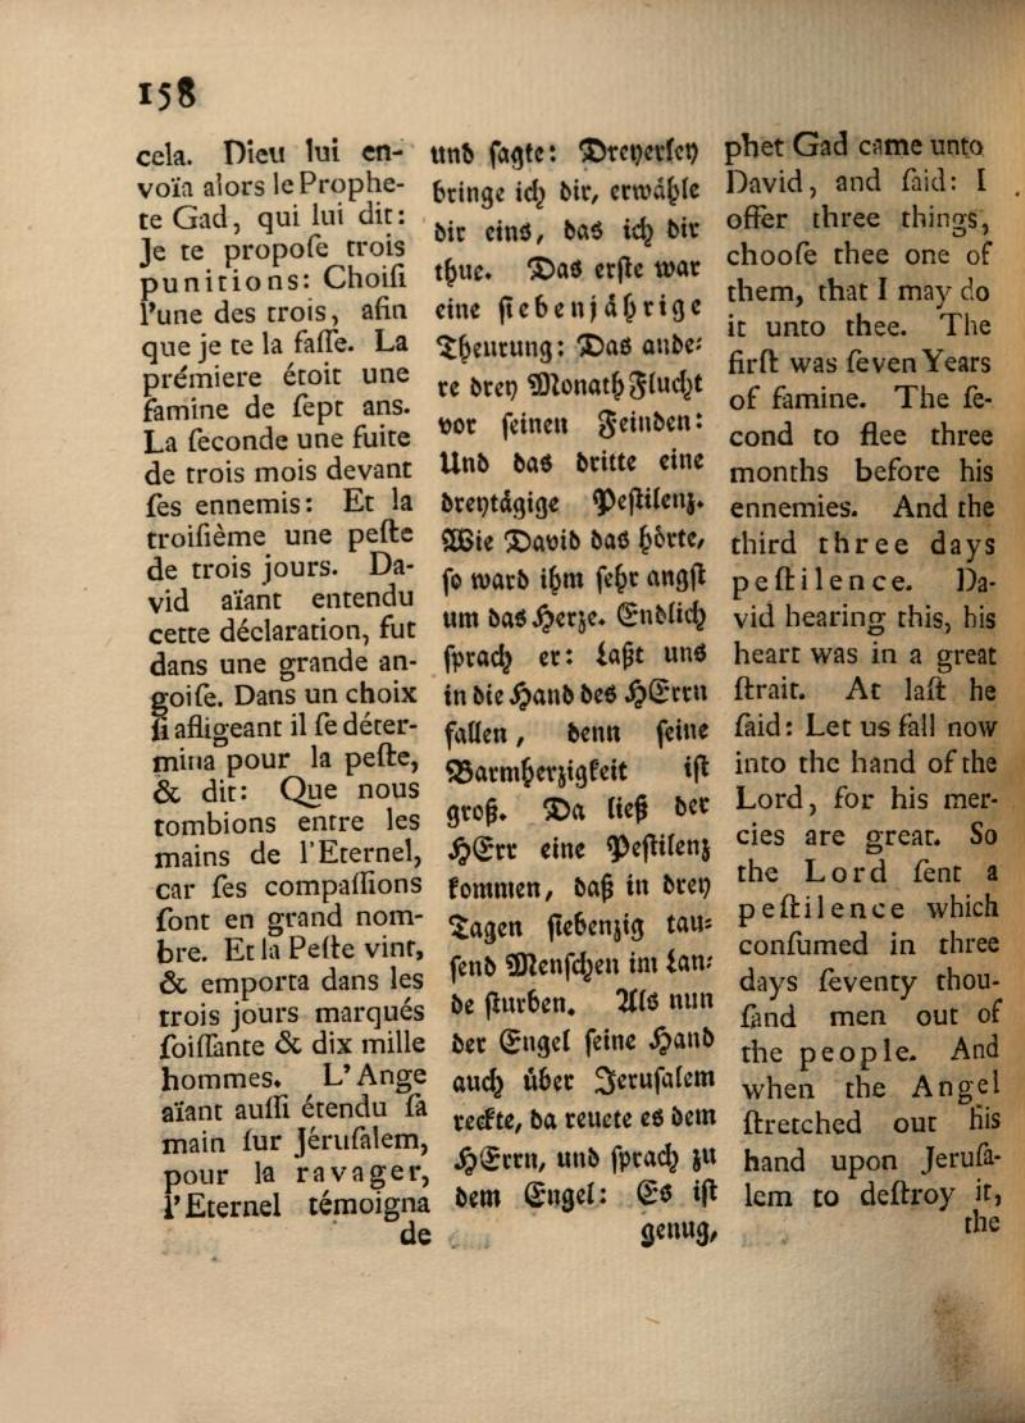 158
cela. Dieu lui en-
voïa alors le Prophe-
te Gad, qui lui dit:
Je te propoſe trois
punitions: Choiſi
l'une des trois, afin
que je te la faſſe. La
prémiere étoit une
famine de ſept ans.
La ſeconde une fuite
de trois mois devant
ſes ennemis: Et la
troiſième une peſte
de trois jours. Da-
vid aïant entendu
cette déclaration, fut
dans une grande an-
goiſe. Dans un choix
ſi afligeant il ſe déter-
mina pour la peſte,
& dit: Que nous
tombions entre les
mains de l'Eternel,
car ſes compaſſions
ſont en grand nom-
bre. Et la Peſte vint,
& emporta dans les
trois jours marqués
ſoiſſante & dix mille
hommes. L'Ange
aïant auſſi étendu ſa
main ſur Jéruſalem,
pour la ravager,
l'Eternel témoigna
de
und ſagte: Dreyerley
bringe ich dir, erwähle
dir eins, das ich dir
thue. Das erſte war
eine ſiebenjährige
Theurung: Das ande-
re drey Monath Flucht
vor ſeinen Feinden:
Und das dritte eine
dreytägige Peſtilenz.
Wie David das hörte,
ſo ward ihm ſehr angſt
um das Herze. Endlich
ſprach er: Laßt uns
in die Hand des HErrn
fallen, denn ſeine
Barmherzigkeit iſt
groß. Da ließ der
HErr eine Peſtilenz
kommen, daß in drey
Tagen ſiebenzig tau-
ſend Menſchen im Lan-
de ſturben. Als nun
der Engel ſeine Hand
auch über Jeruſalem
reckte, da reuete es dem
HErrn, und ſprach zu
dem Engel: Es iſt
genug,
phet Gad came unto
David, and ſaid: I
offer three things,
chooſe thee one of
them, that I may do
it unto thee. The
firſt was ſeven Years
of famine. The ſe-
cond to flee three
months before his
ennemies. And the
third three days
peſtilence. Da-
vid hearing this, his
heart was in a great
ſtrait. At laſt he
ſaid: Let us fall now
into the hand of the
Lord, for his mer-
cies are great. So
the Lord ſent a
peſtilence which
conſumed in three
days ſeventy thou-
ſand men out of
the people. And
when the Angel
ſtretched out his
hand upon Jeruſa-
lem to deſtroy it,
the